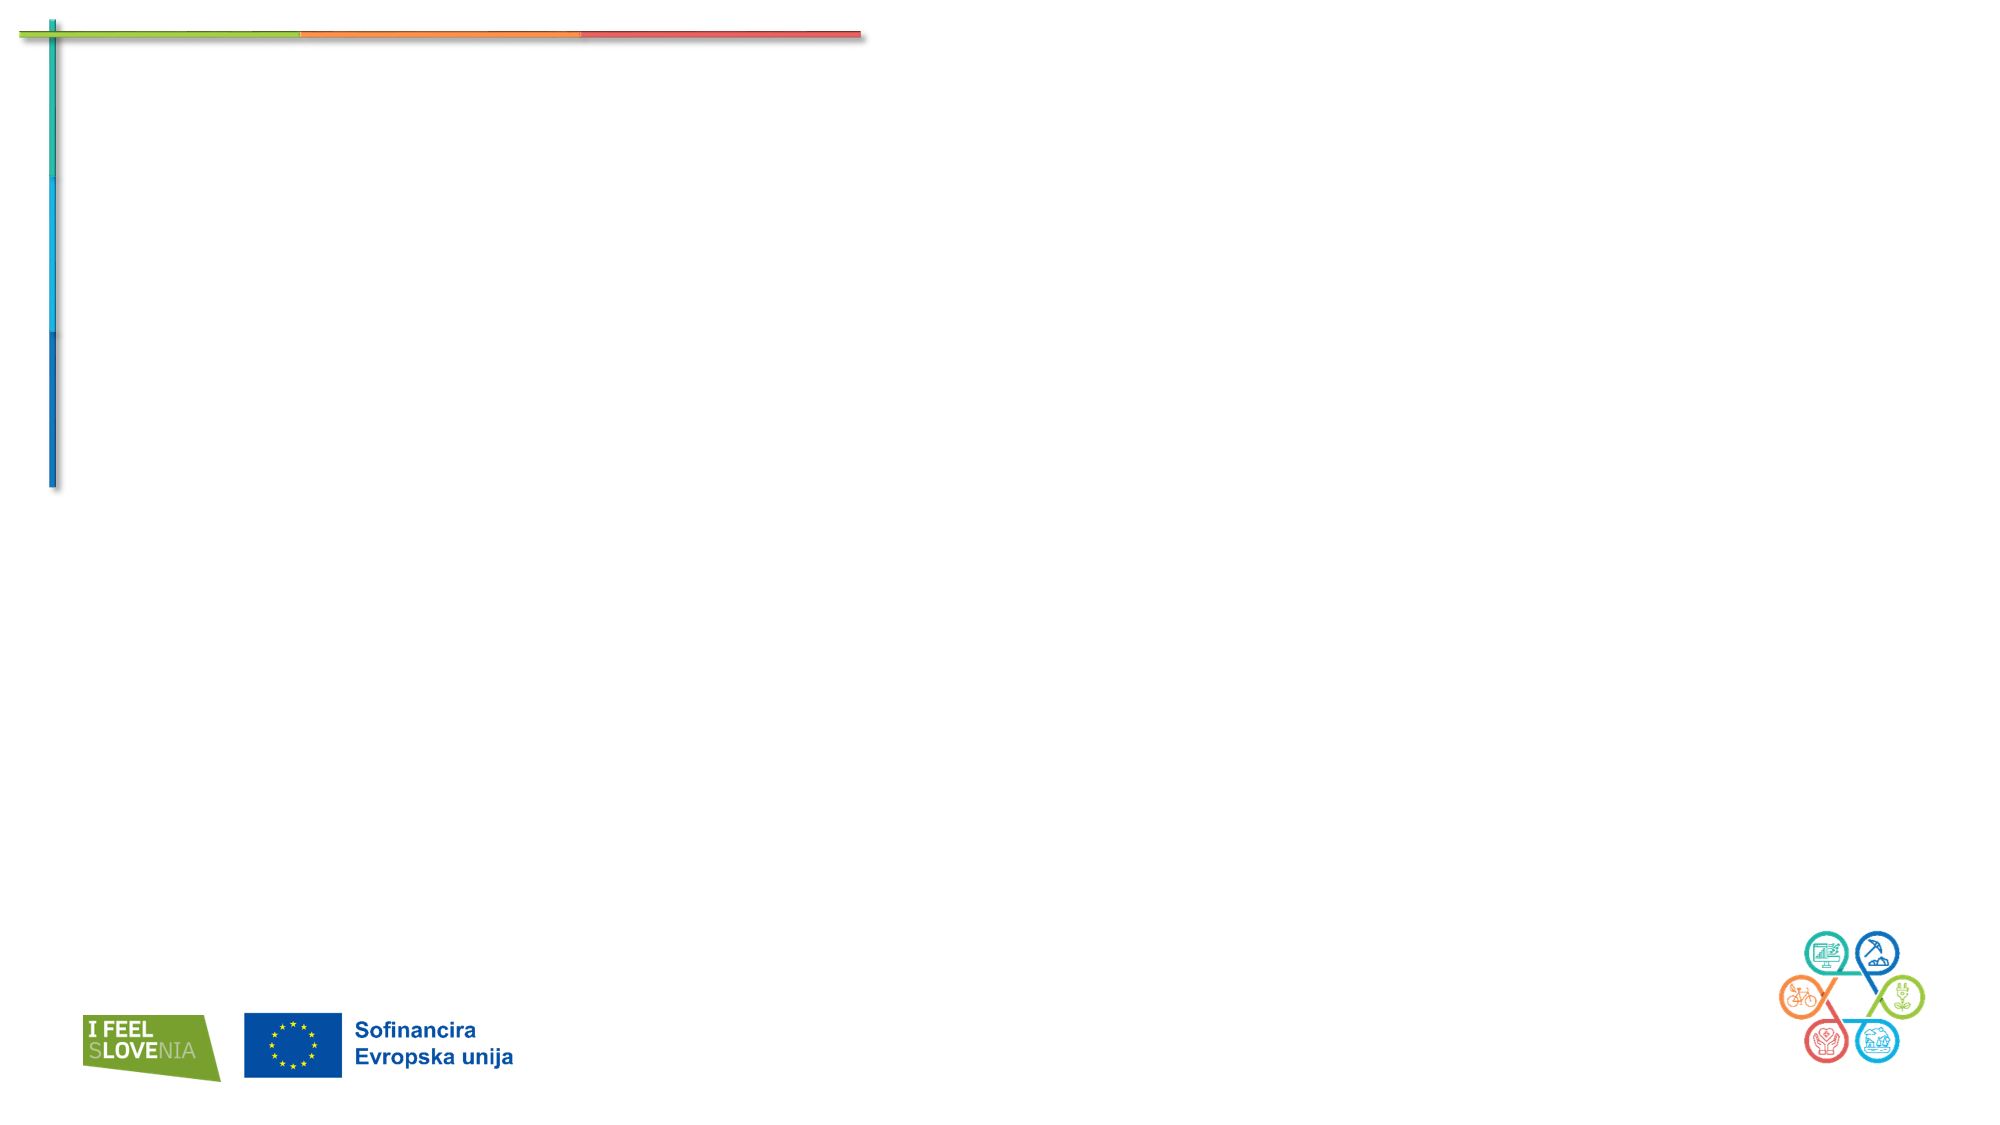 I FEEL
SLOVENIA
Sofinancira
Evropska unija